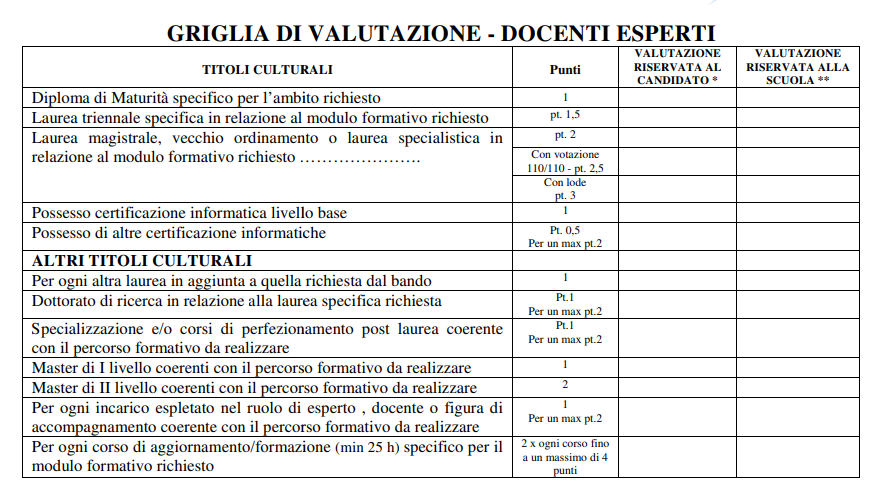 GRIGLIA DI VALUTAZIONE - DOCENTI ESPERTI
TITOLI CULTURALI
Punti
VALUTAZIONE
RISERVATA AL
CANDIDATO *
VALUTAZIONE
RISERVATA ALLA
SCUOLA **
Diploma di Maturità specifico per l’ambito richiesto
1
Laurea triennale specifica in relazione al modulo formativo richiesto
pt. 1,5
Laurea magistrale, vecchio ordinamento o laurea specialistica in
relazione al modulo formativo richiesto ………………….
pt. 2
Con votazione
110/110 - pt. 2,5
Con lode
pt. 3
Possesso certificazione informatica livello base
1
Possesso di altre certificazione informatiche
Pt. 0,5
Per un max pt.2
ALTRI TITOLI CULTURALI
Per ogni altra laurea in aggiunta a quella richiesta dal bando
1
Dottorato di ricerca in relazione alla laurea specifica richiesta
Pt.1
Per un max pt.2
Specializzazione e/o corsi di perfezionamento post laurea coerente
con il percorso formativo da realizzare
Pt.1
Per un max pt.2
Master di I livello coerenti con il percorso formativo da realizzare
1
Master di II livello coerenti con il percorso formativo da realizzare
2
Per ogni incarico espletato nel ruolo di esperto , docente o figura di
accompagnamento coerente con il percorso formativo da realizzare
1
Per un max pt.2
Per ogni corso di aggiornamento/formazione (min 25 h) specifico per il
modulo formativo richiesto
2 x ogni corso fino
a un massimo di 4
punti